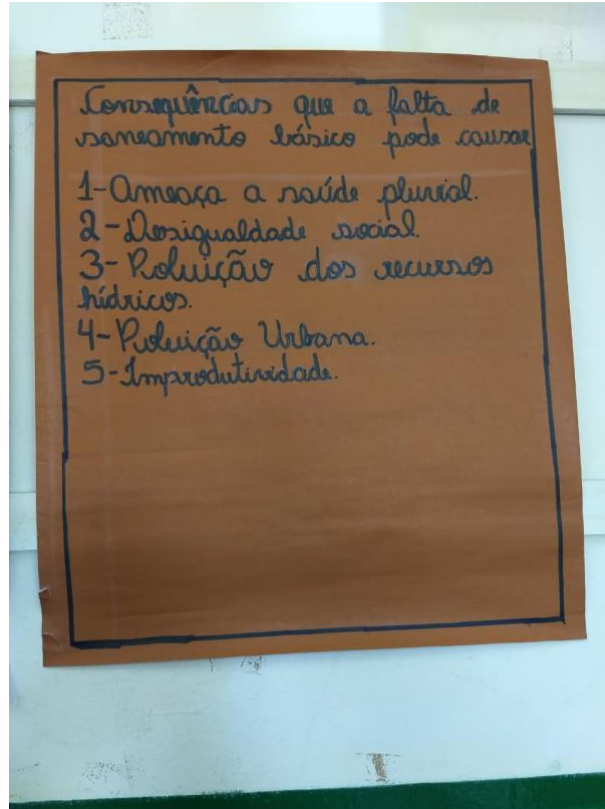 Consequências que a falta de
saneamento básico pode causar
1-Ameaça a saúde pluvial.
2-Desigualdade social.
3-Poluição dos recursos
hídricos.
4-Poluição Urbana.
5-Improdutividade.